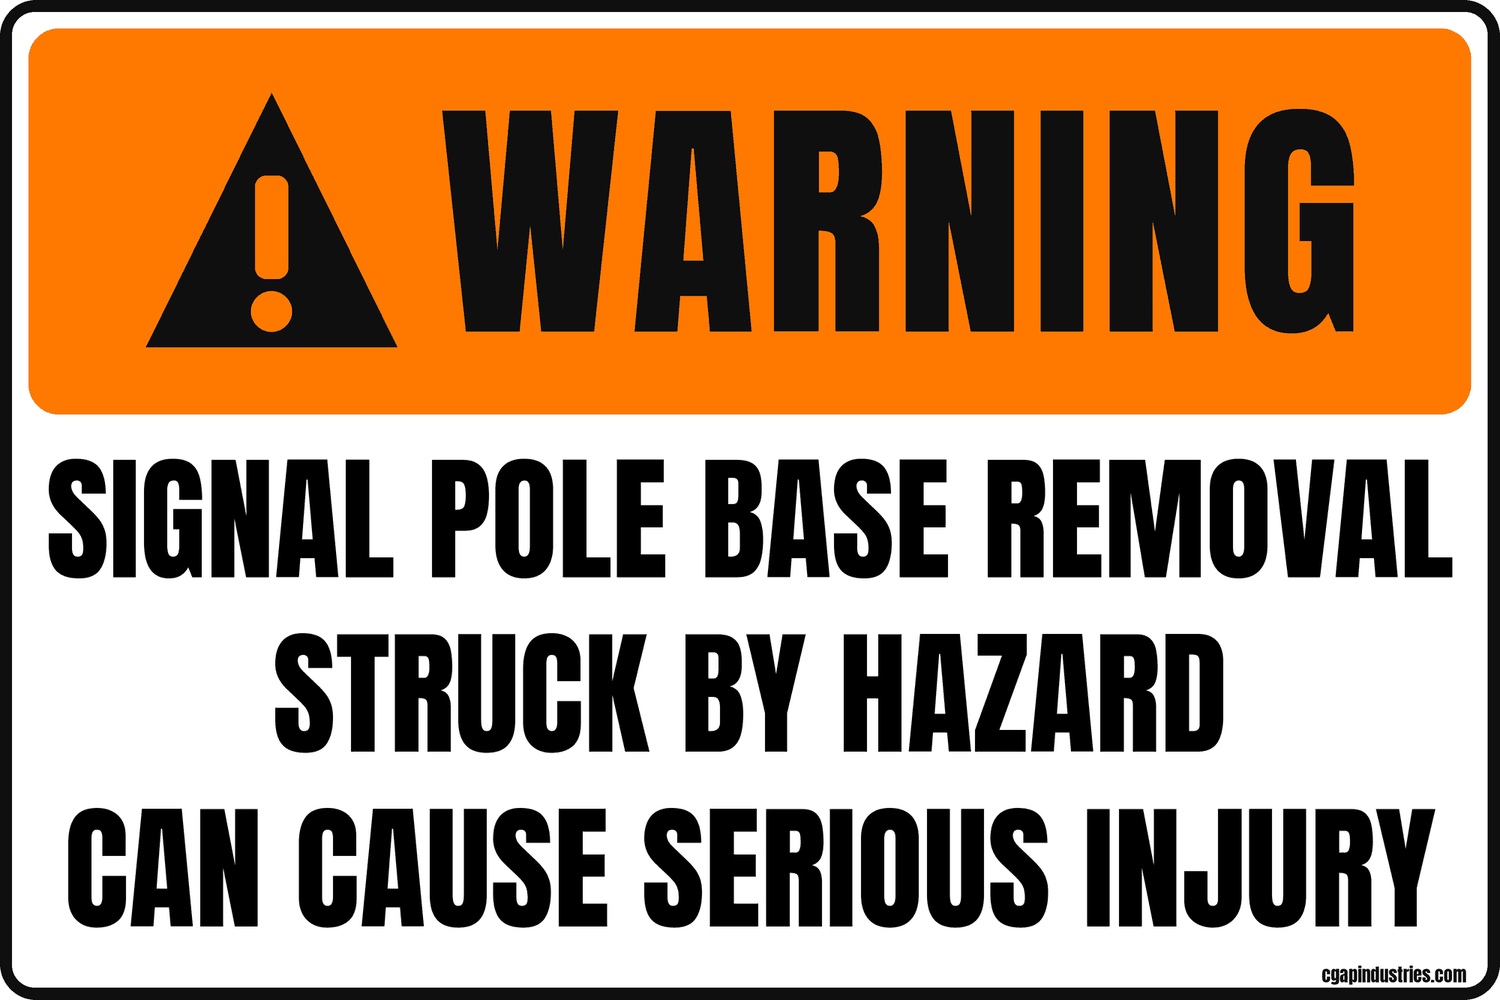 WARNING
SIGNAL POLE BASE REMOVAL
STRUCK BY HAZARD
CAN CAUSE SERIOUS INJURY
cgapindustries.com